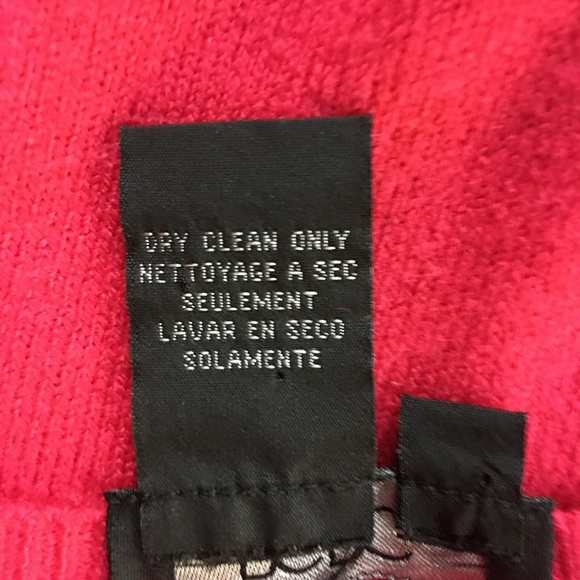 DRY CLEAN ONLY
NETTOYAGE A SEC
SEULEMENT
LAVAR EN SECO
SOLAMENTE